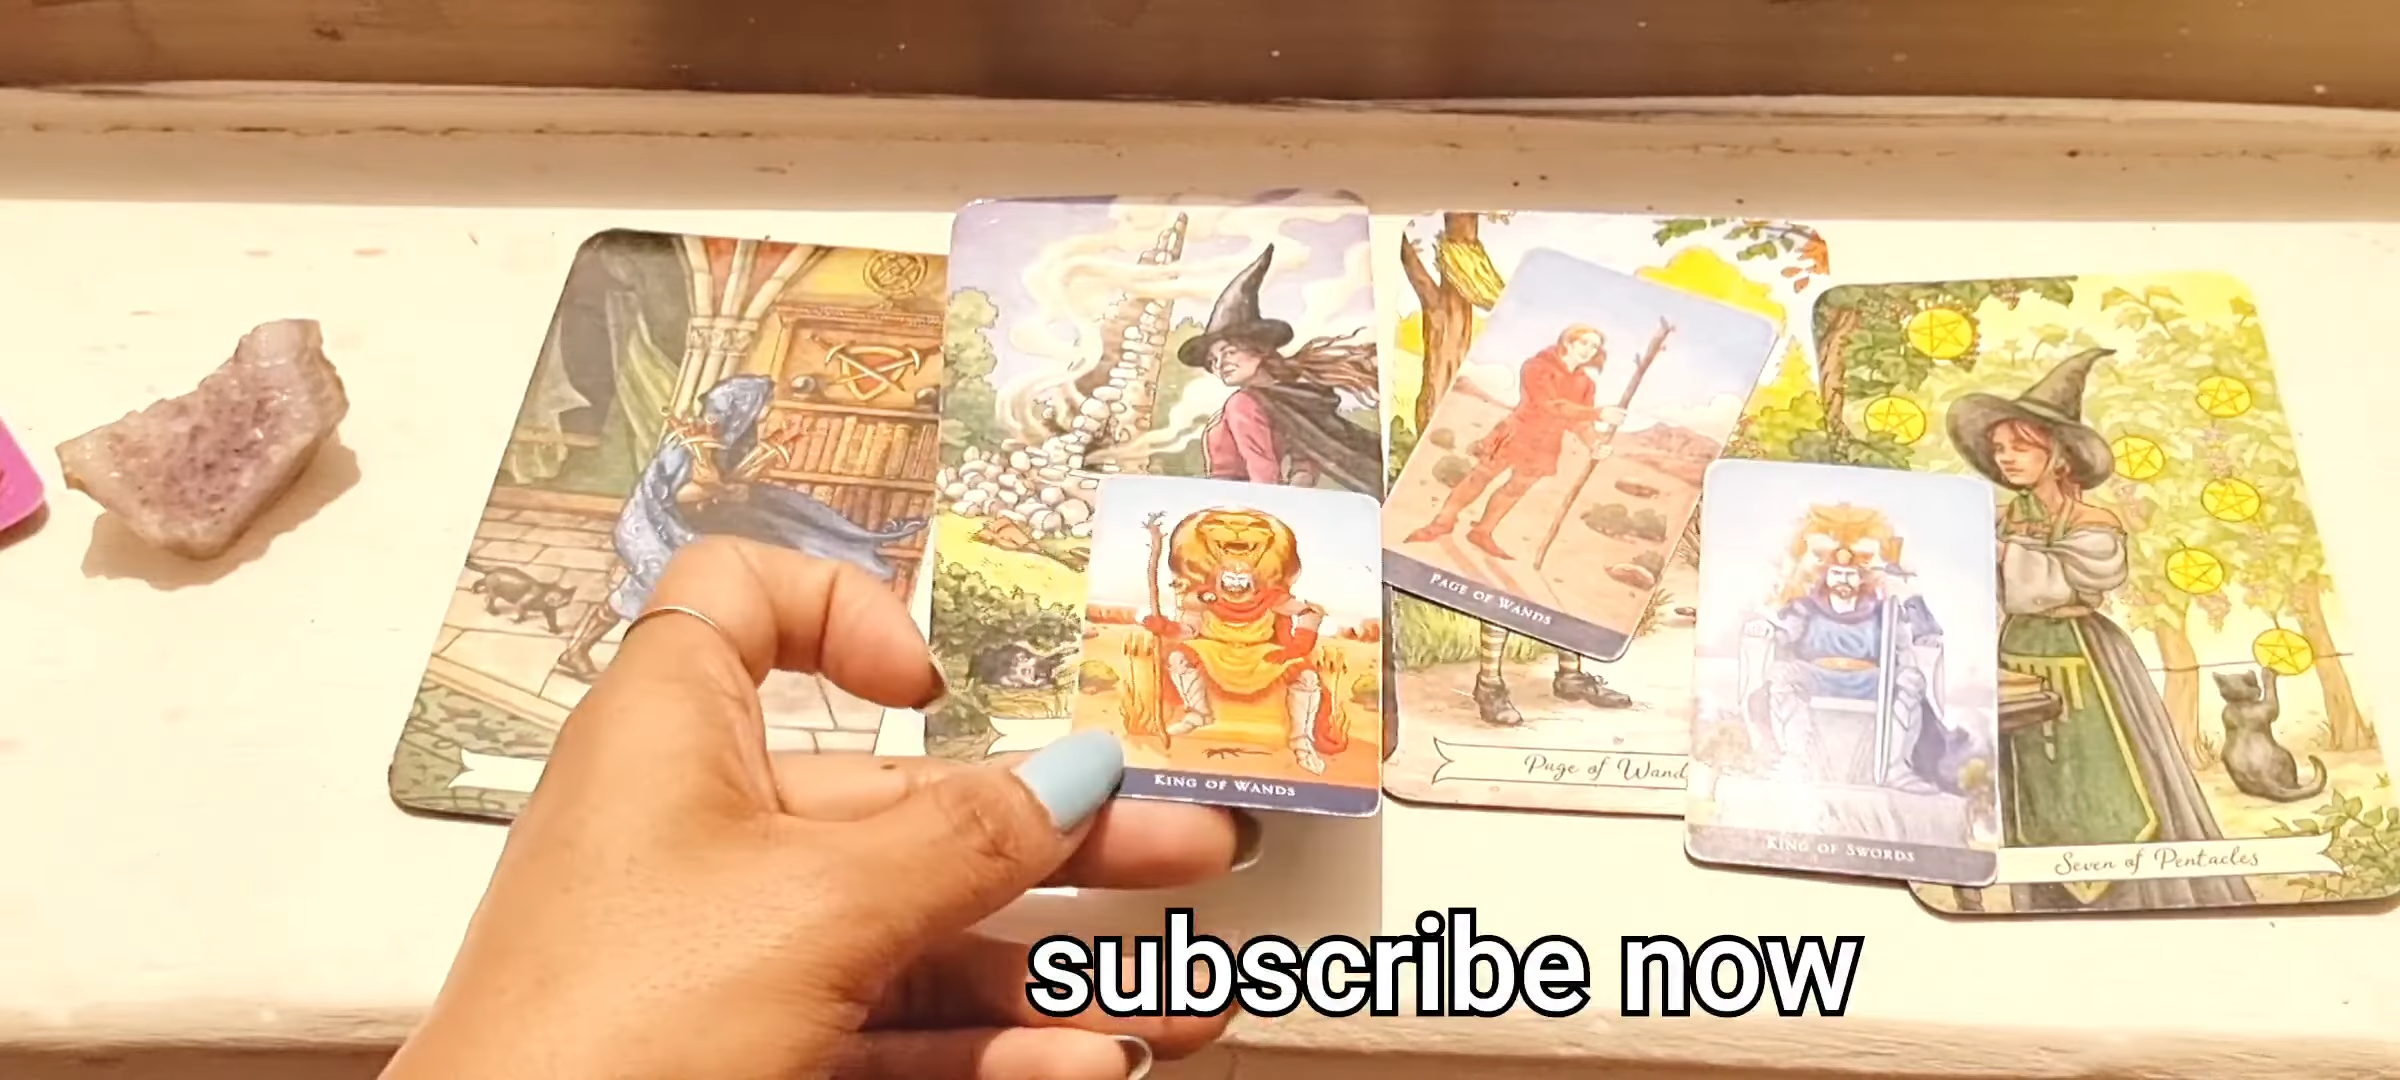 PAGE OF WANDS
KING OF WANDS
Page of Wand
KING OF SWORDS
Seven of Pentacles
subscribe now